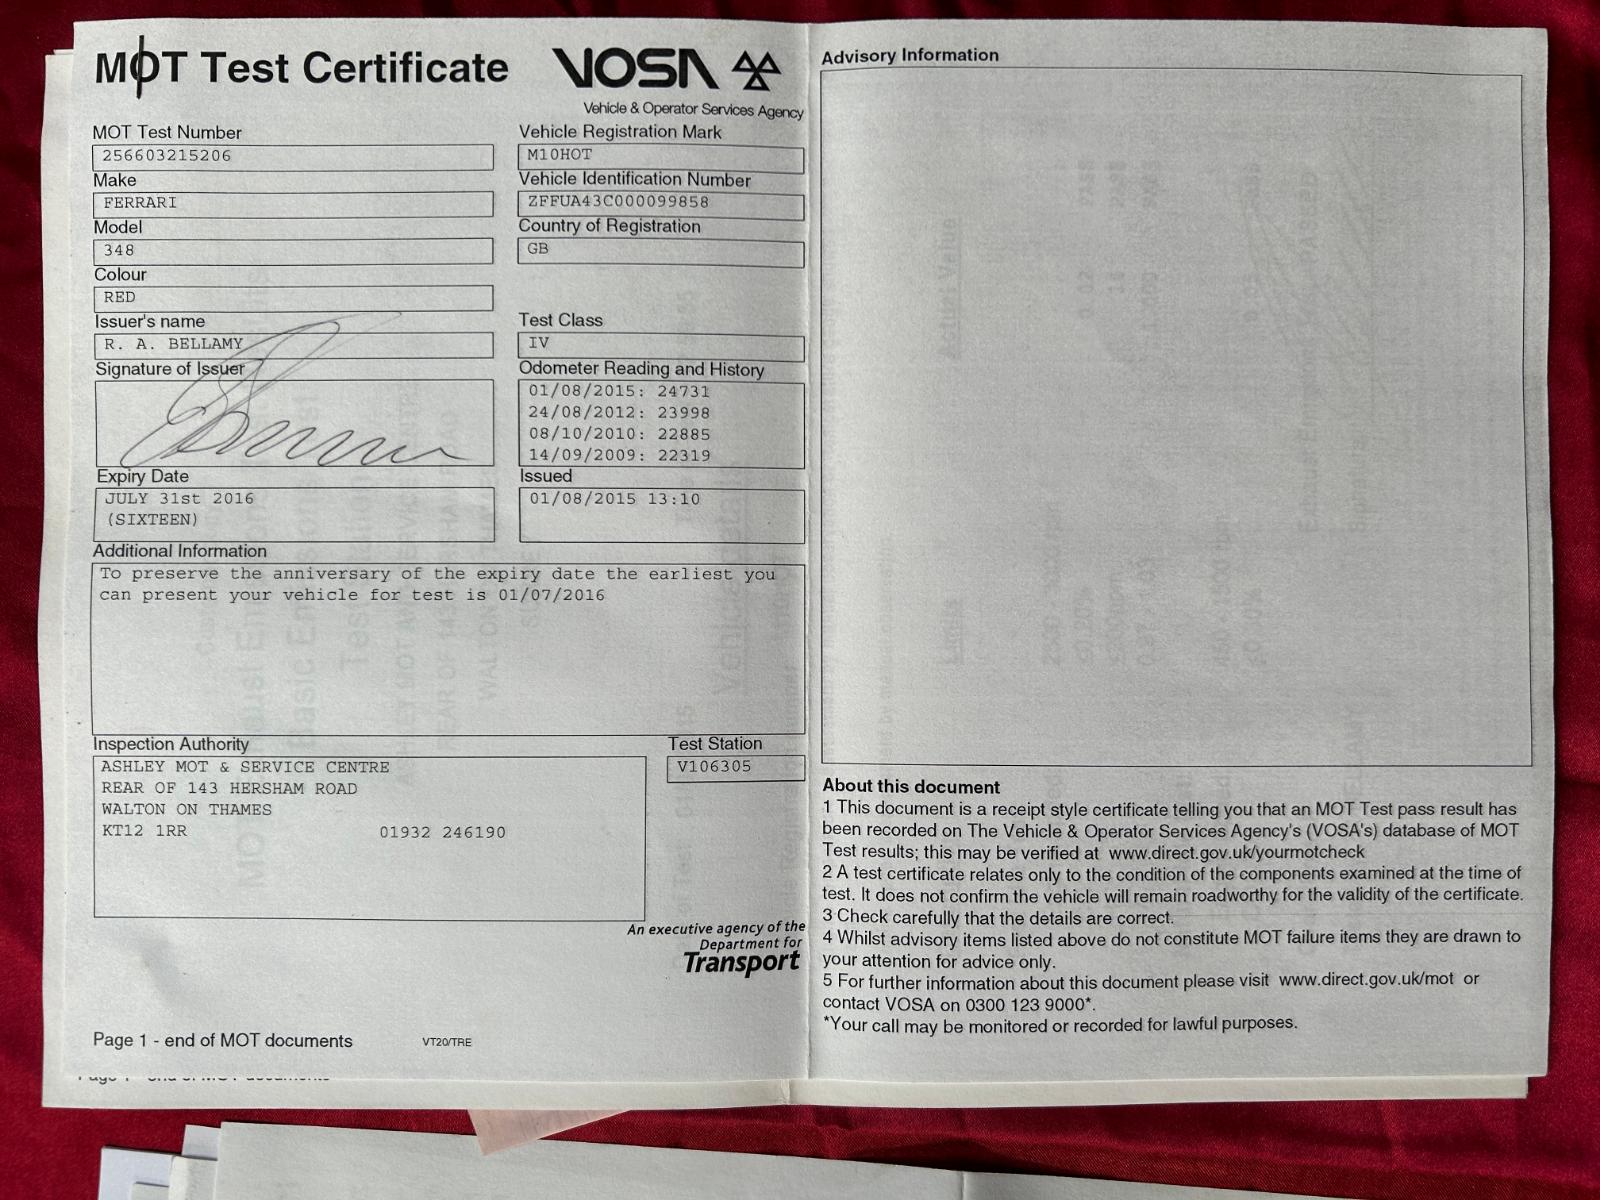 MOT Test Certificate
VOSA
Vehicle & Operator Services Agency
MOT Test Number
256603215206
Vehicle Registration Mark
M10HOT
Make
FERRARI
Vehicle Identification Number
ZFFUA43C000099858
Model
348
Country of Registration
GB
Colour
RED
Issuer's name
R. A. BELLAMY
Test Class
IV
Signature of Issuer
Odometer Reading and History
01/08/2015: 24731
24/08/2012: 23998
08/10/2010: 22885
14/09/2009: 22319
Expiry Date
JULY 31st 2016
(SIXTEEN)
Issued
01/08/2015 13:10
Additional Information
To preserve the anniversary of the expiry date the earliest you
can present your vehicle for test is 01/07/2016
Inspection Authority
ASHLEY MOT & SERVICE CENTRE
REAR OF 143 HERSHAM ROAD
WALTON ON THAMES
KT12 1RR 01932 246190
Test Station
V106305
An executive agency of the
Department for
Transport
Page 1 - end of MOT documents VT20/TRE
Page 1 - end of MOT documents
Advisory Information
About this document
1 This document is a receipt style certificate telling you that an MOT Test pass result has
been recorded on The Vehicle & Operator Services Agency's (VOSA's) database of MOT
Test results; this may be verified at www.direct.gov.uk/yourmotcheck
2 A test certificate relates only to the condition of the components examined at the time of
test. It does not confirm the vehicle will remain roadworthy for the validity of the certificate.
3 Check carefully that the details are correct.
4 Whilst advisory items listed above do not constitute MOT failure items they are drawn to
your attention for advice only.
5 For further information about this document please visit www.direct.gov.uk/mot or
contact VOSA on 0300 123 9000*.
*Your call may be monitored or recorded for lawful purposes.